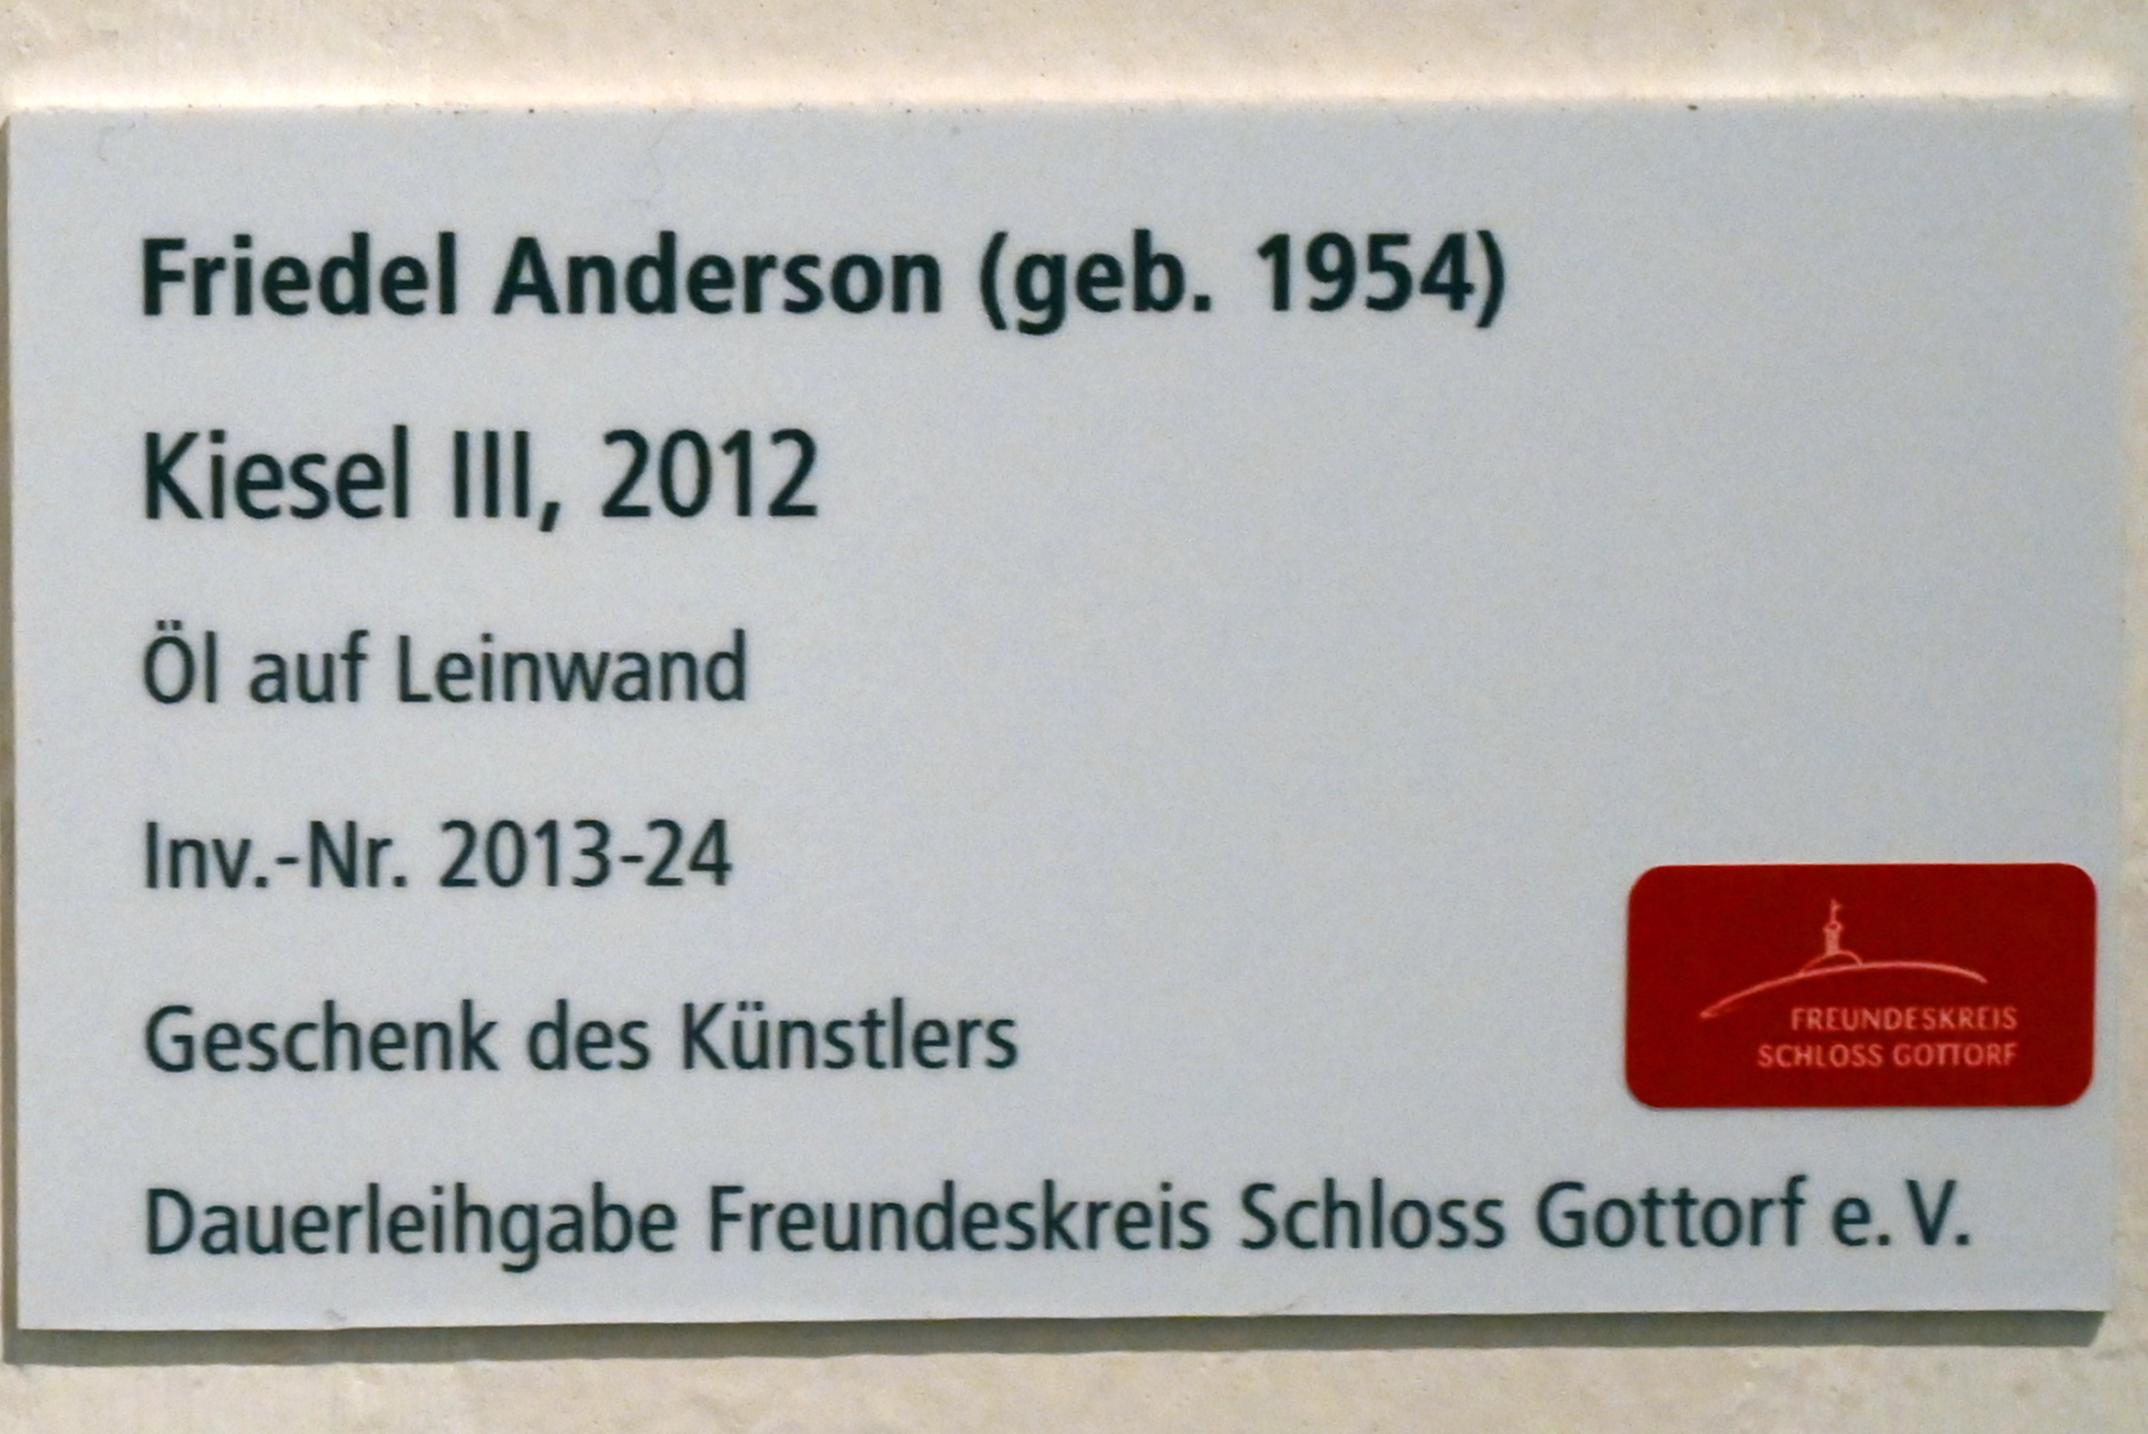 Friedel Anderson (geb. 1954)
Kiesel III, 2012
Öl auf Leinwand
Inv.-Nr. 2013-24
Geschenk des Künstlers
FREUNDESKREIS
SCHLOSS GOTTORF
Dauerleihgabe Freundeskreis Schloss Gottorf e. V.